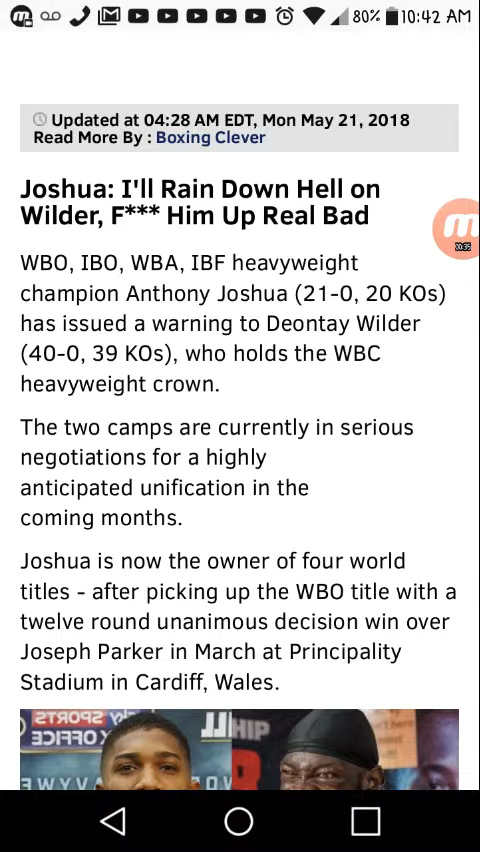 80% 10:42 AM
Updated at 04:28 AM EDT, Mon May 21, 2018
Read More By : Boxing Clever
Joshua: I'll Rain Down Hell on
Wilder, F*** Him Up Real Bad
00:35
WBO, IBO, WBA, IBF heavyweight
champion Anthony Joshua (21-0, 20 KOs)
has issued a warning to Deontay Wilder
(40-0, 39 KOs), who holds the WBC
heavyweight crown.
The two camps are currently in serious
negotiations for a highly
anticipated unification in the
coming months.
Joshua is now the owner of four world
titles - after picking up the WBO title with a
twelve round unanimous decision win over
Joseph Parker in March at Principality
Stadium in Cardiff, Wales.
SPORTS
OFFICE
HIP